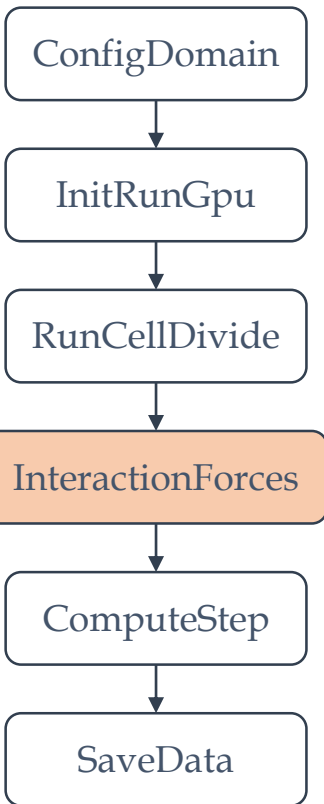 ConfigDomain
InitRunGpu
RunCellDivide
InteractionForces
ComputeStep
SaveData